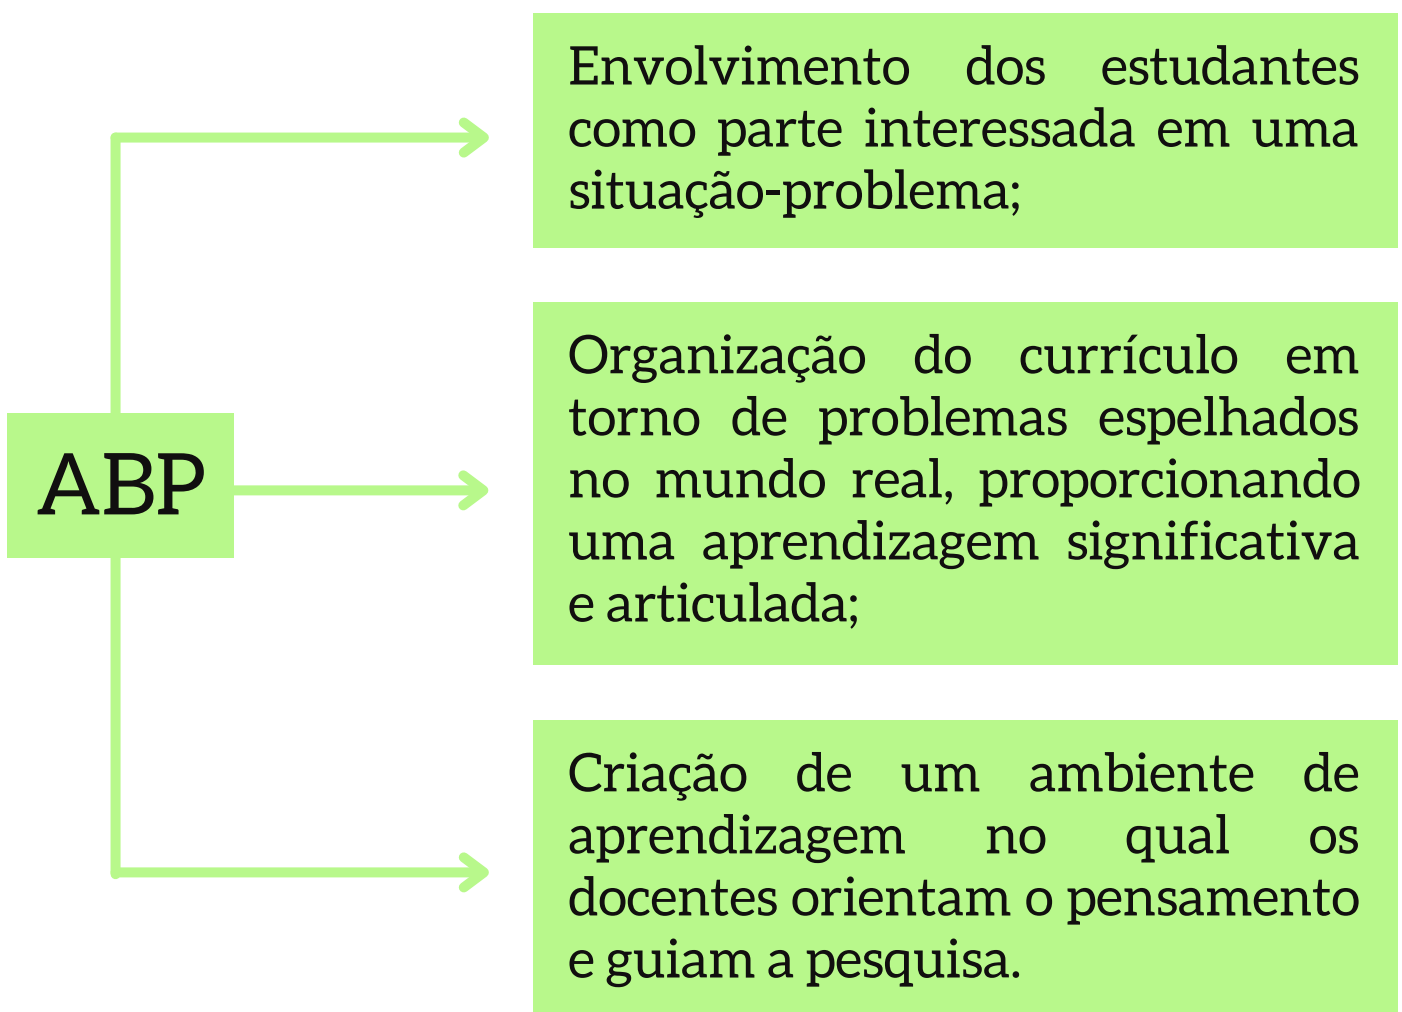 Envolvimento dos estudantes
como parte interessada em uma
situação-problema;
Organização do currículo em
torno de problemas espelhados
no mundo real, proporcionando
uma aprendizagem significativa
e articulada;
ABP
Criação de um ambiente de
aprendizagem no qual os
docentes orientam o pensamento
e guiam a pesquisa.